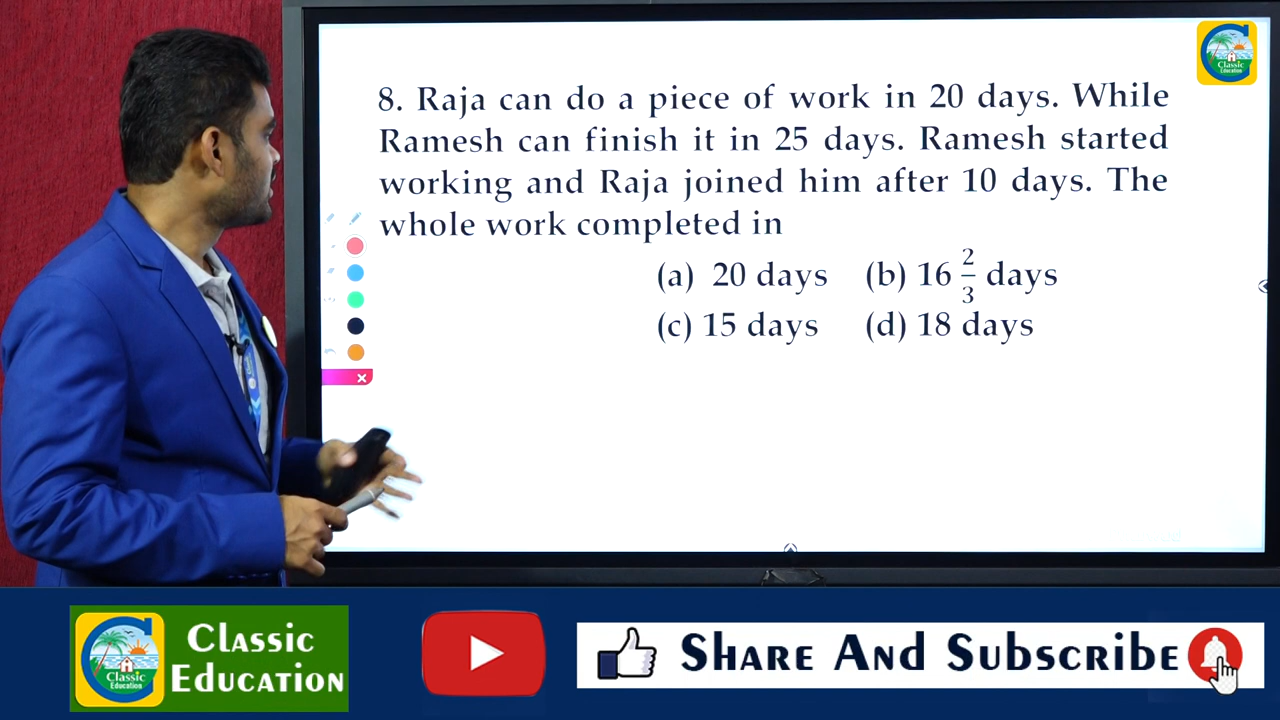 8. Raja can do a piece of work in 20 days. While
Ramesh can finish it in 25 days. Ramesh started
working and Raja joined him after 10 days. The
whole work completed in
(a) 20 days (b) 16 2/3 days
(c) 15 days (d) 18 days
Classic
Education
Classic
Education
Classic
Education
Share And Subscribe